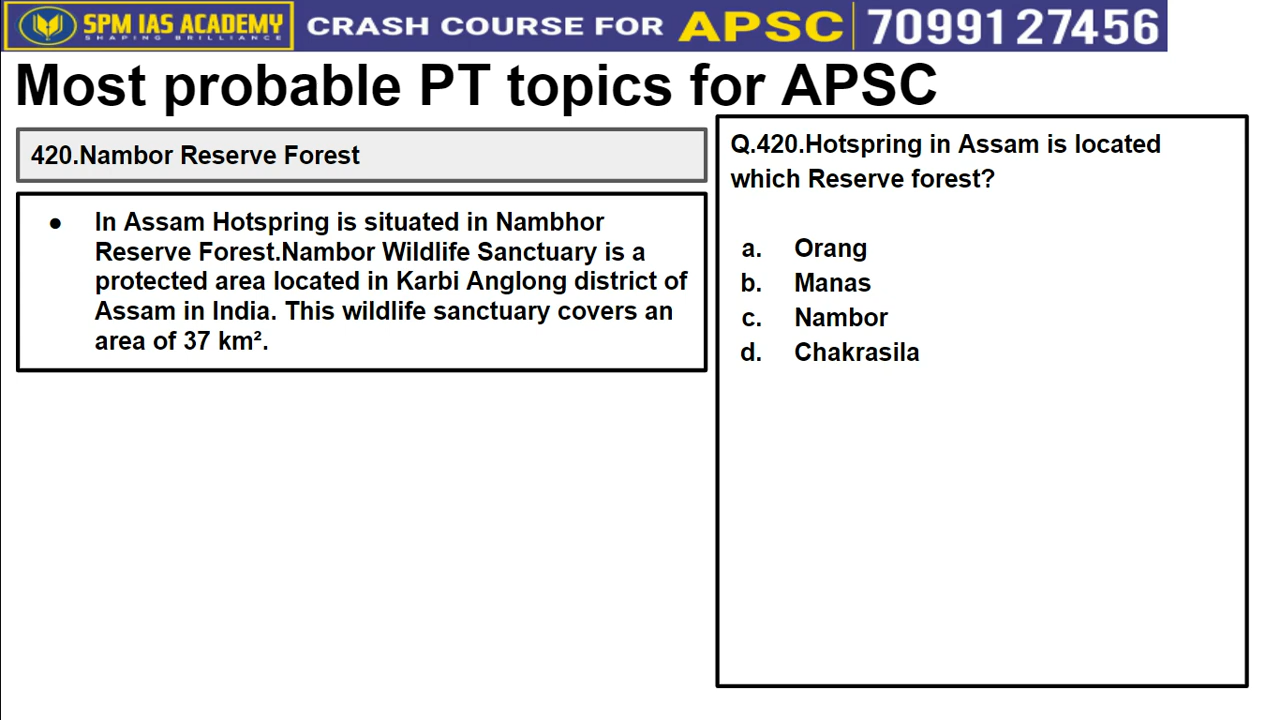 SPM IAS ACADEMY
SHAPING BRILLIANCE
CRASH COURSE FOR APSC 7099127456
Most probable PT topics for APSC
420.Nambor Reserve Forest
● In Assam Hotspring is situated in Nambhor
Reserve Forest.Nambor Wildlife Sanctuary is a
protected area located in Karbi Anglong district of
Assam in India. This wildlife sanctuary covers an
area of 37 km².
Q.420.Hotspring in Assam is located
which Reserve forest?
a. Orang
b. Manas
c. Nambor
d. Chakrasila